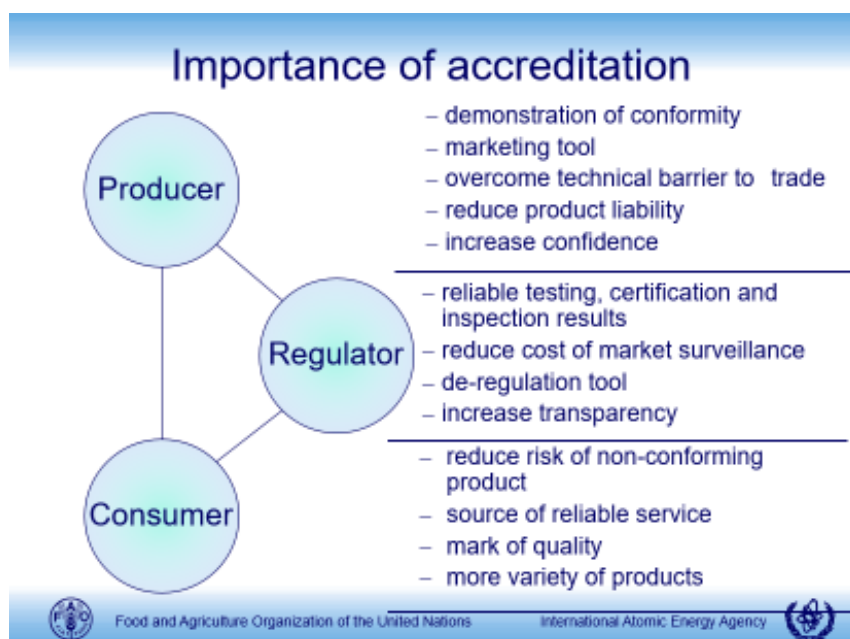 Importance of accreditation
Producer
– demonstration of conformity
– marketing tool
– overcome technical barrier to trade
– reduce product liability
– increase confidence
Regulator
– reliable testing, certification and
inspection results
– reduce cost of market surveillance
– de-regulation tool
– increase transparency
Consumer
– reduce risk of non-conforming
product
– source of reliable service
– mark of quality
– more variety of products
Food and Agriculture Organization of the United Nations
International Atomic Energy Agency